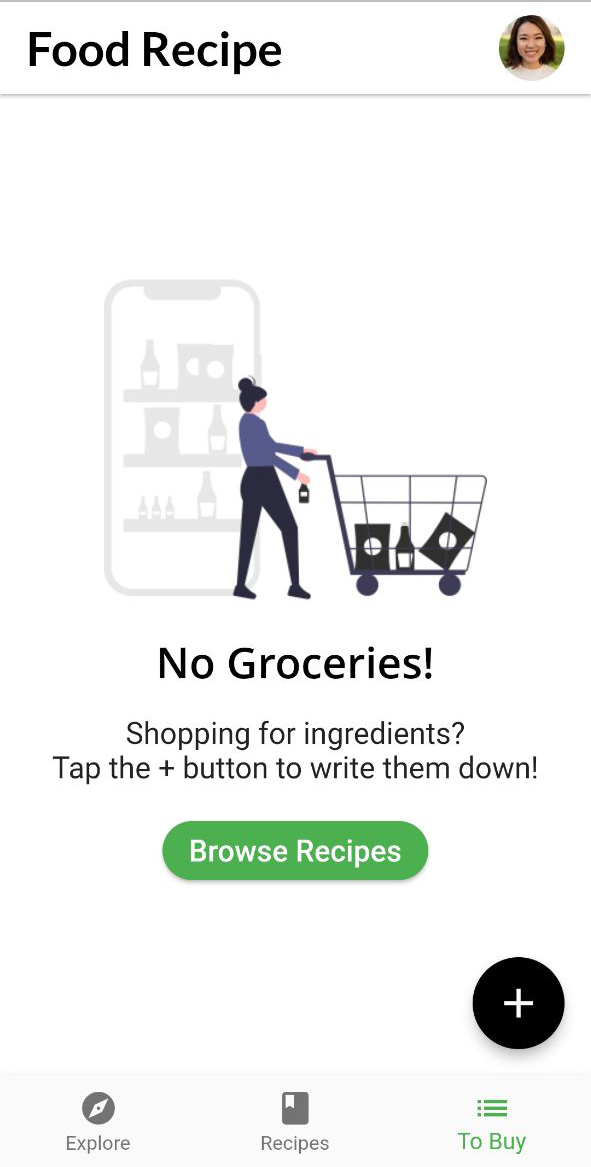 Food Recipe
No Groceries!
Shopping for ingredients?
Tap the + button to write them down!
Browse Recipes
+
Explore
Recipes
To Buy